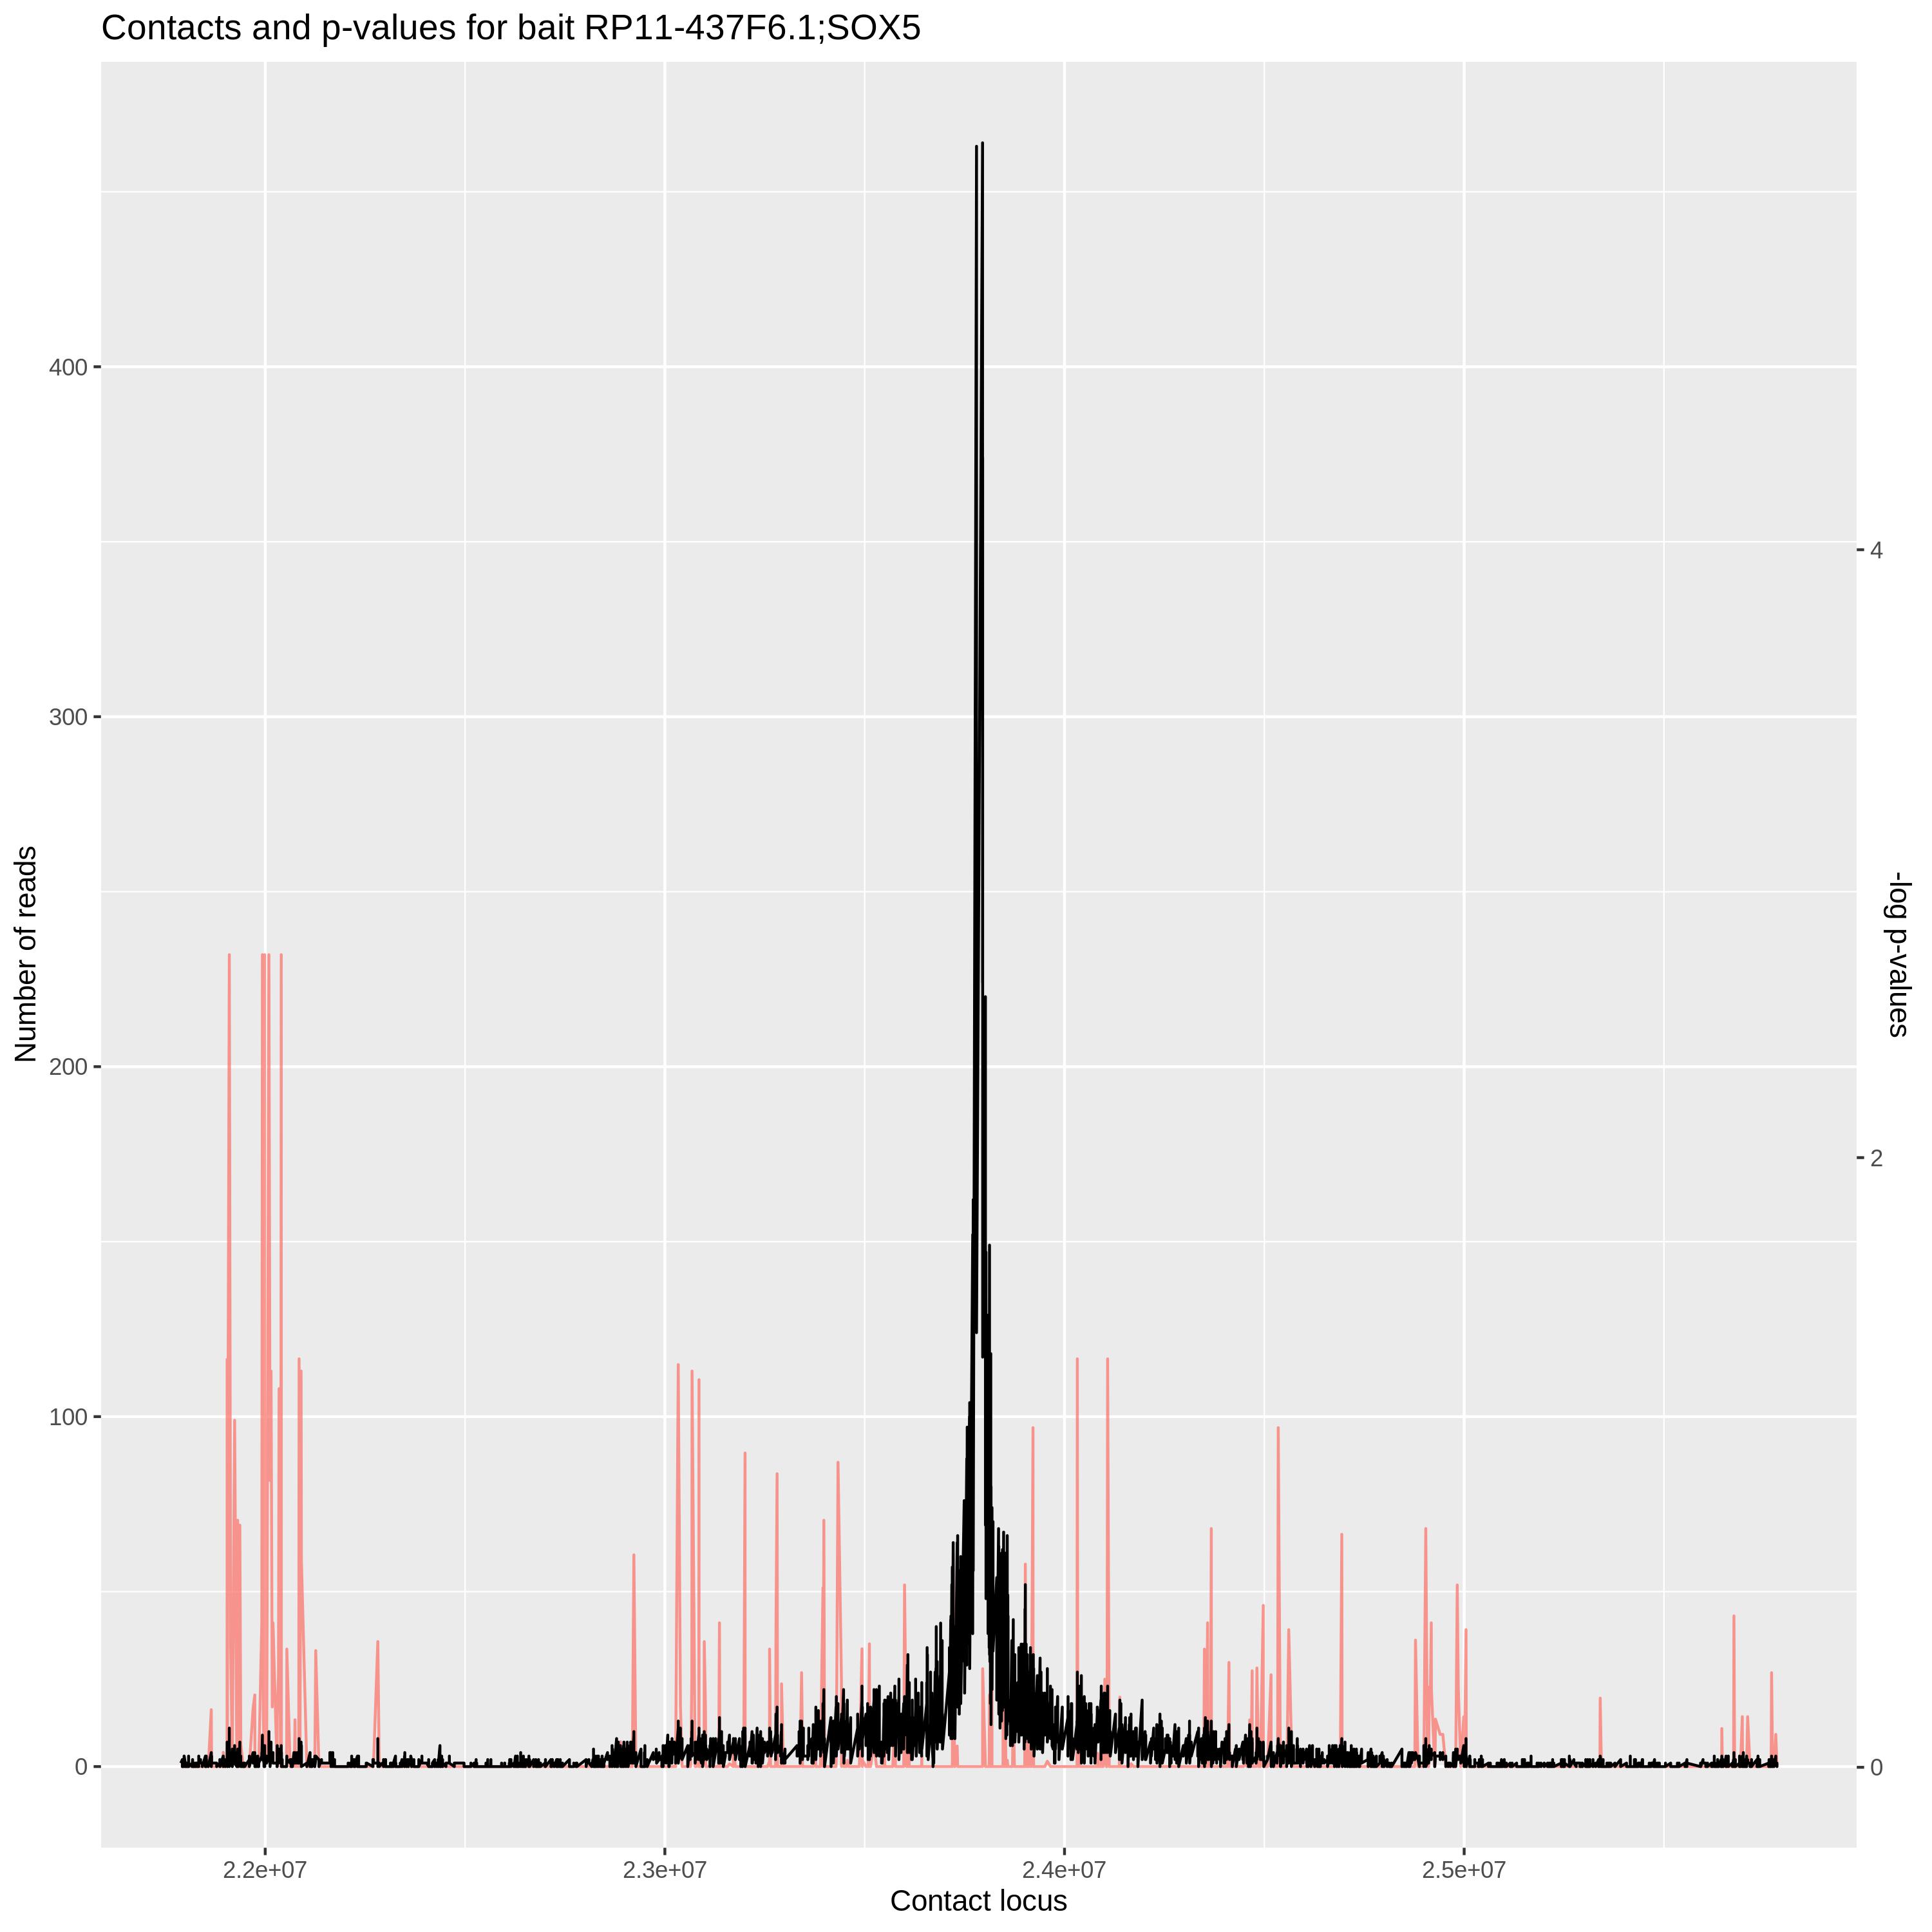 Contacts and p-values for bait RP11-437F6.1;SOX5
400
300
200
100
0
Number of reads
4
2
0
-log p-values
2.2e+07
2.3e+07
2.4e+07
2.5e+07
Contact locus